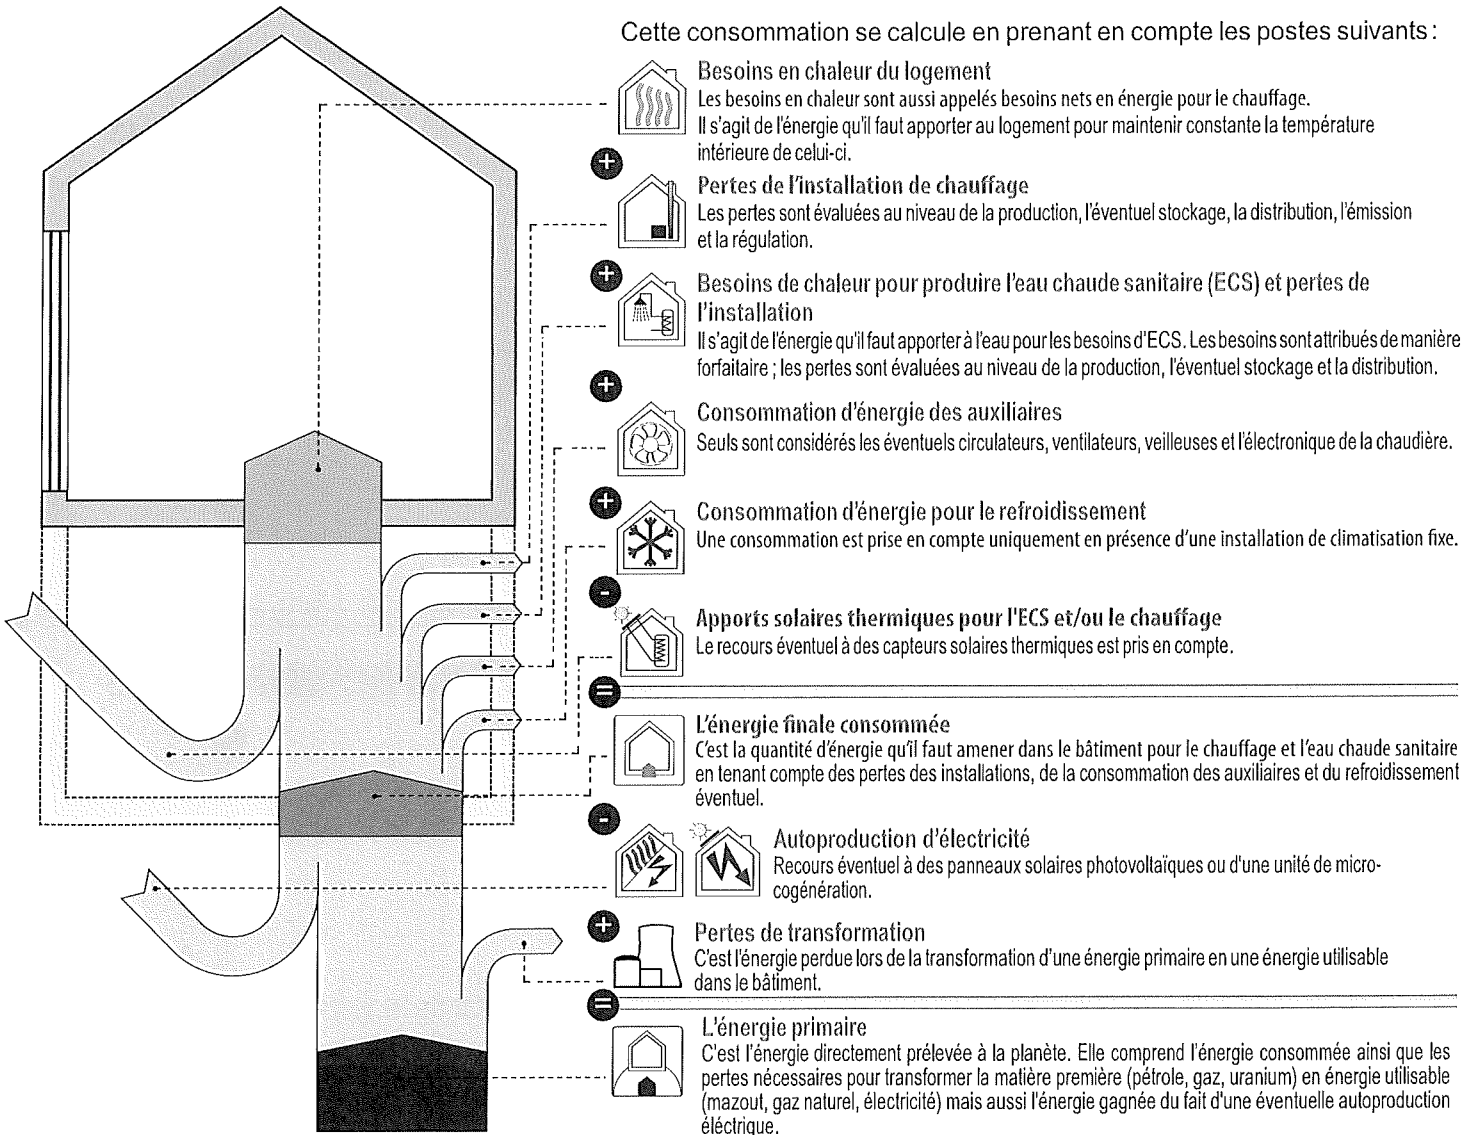 Cette consommation se calcule en prenant en compte les postes suivants :
Besoins en chaleur du logement
Les besoins en chaleur sont aussi appelés besoins nets en énergie pour le chauffage.
Il s'agit de l'énergie qu'il faut apporter au logement pour maintenir constante la température
intérieure de celui-ci.
+
Pertes de l'installation de chauffage
Les pertes sont évaluées au niveau de la production, l'éventuel stockage, la distribution, l'émission
et la régulation.
+
Besoins de chaleur pour produire l'eau chaude sanitaire (ECS) et pertes de
l'installation
Il s'agit de l'énergie qu'il faut apporter à l'eau pour les besoins d'ECS. Les besoins sont attribués de manière
forfaitaire ; les pertes sont évaluées au niveau de la production, l'éventuel stockage et la distribution.
+
Consommation d'énergie des auxiliaires
Seuls sont considérés les éventuels circulateurs, ventilateurs, veilleuses et l'électronique de la chaudière.
+
Consommation d'énergie pour le refroidissement
Une consommation est prise en compte uniquement en présence d'une installation de climatisation fixe.
-
Apports solaires thermiques pour l'ECS et/ou le chauffage
Le recours éventuel à des capteurs solaires thermiques est pris en compte.
=
L'énergie finale consommée
C'est la quantité d'énergie qu'il faut amener dans le bâtiment pour le chauffage et l'eau chaude sanitaire
en tenant compte des pertes des installations, de la consommation des auxiliaires et du refroidissement
éventuel.
-
Autoproduction d'électricité
Recours éventuel à des panneaux solaires photovoltaïques ou d'une unité de micro-
cogénération.
+
Pertes de transformation
C'est l'énergie perdue lors de la transformation d'une énergie primaire en une énergie utilisable
dans le bâtiment.
=
L'énergie primaire
C'est l'énergie directement prélevée à la planète. Elle comprend l'énergie consommée ainsi que les
pertes nécessaires pour transformer la matière première (pétrole, gaz, uranium) en énergie utilisable
(mazout, gaz naturel, électricité) mais aussi l'énergie gagnée du fait d'une éventuelle autoproduction
éléctrique.